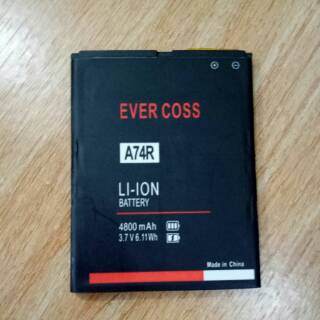 EVER COSS
A74R
LI-ION
BATTERY
4800 mAh
3.7 V 6.11Wh
Made in China